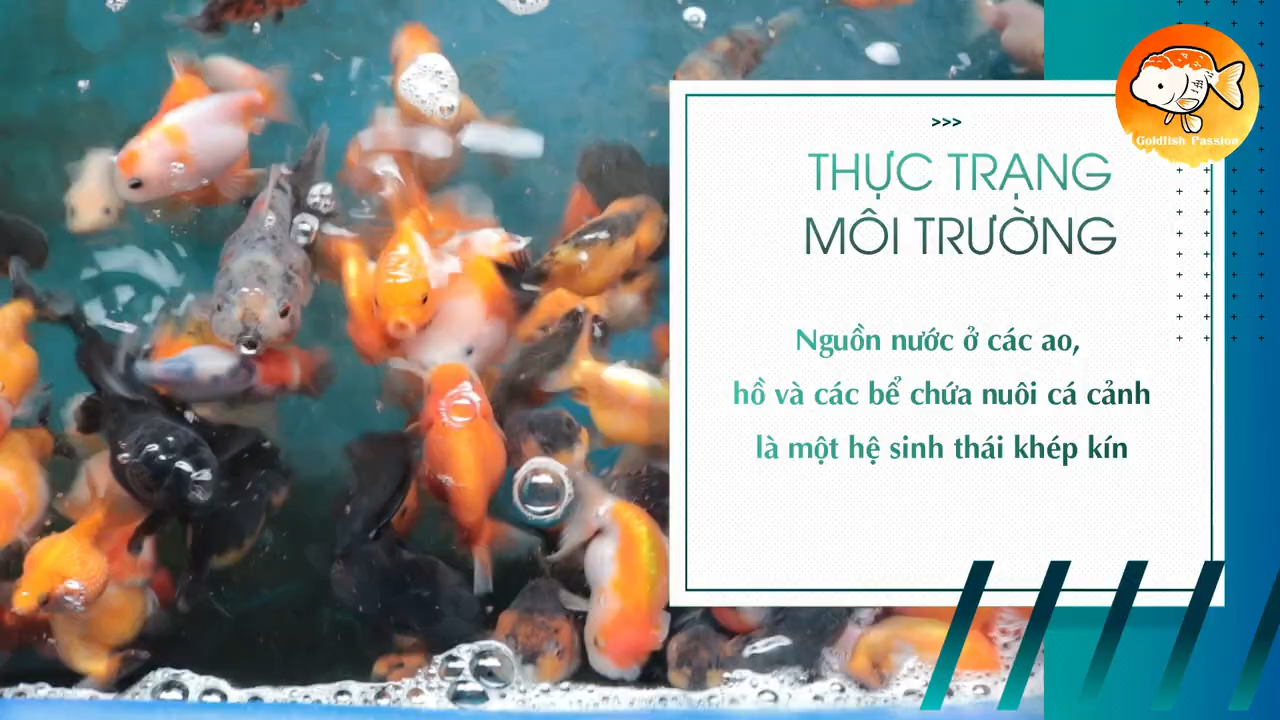 Goldfish Passion
>>>
THỰC TRẠNG
MÔI TRƯỜNG
Nguồn nước ở các ao,
hồ và các bể chứa nuôi cá cảnh
là một hệ sinh thái khép kín